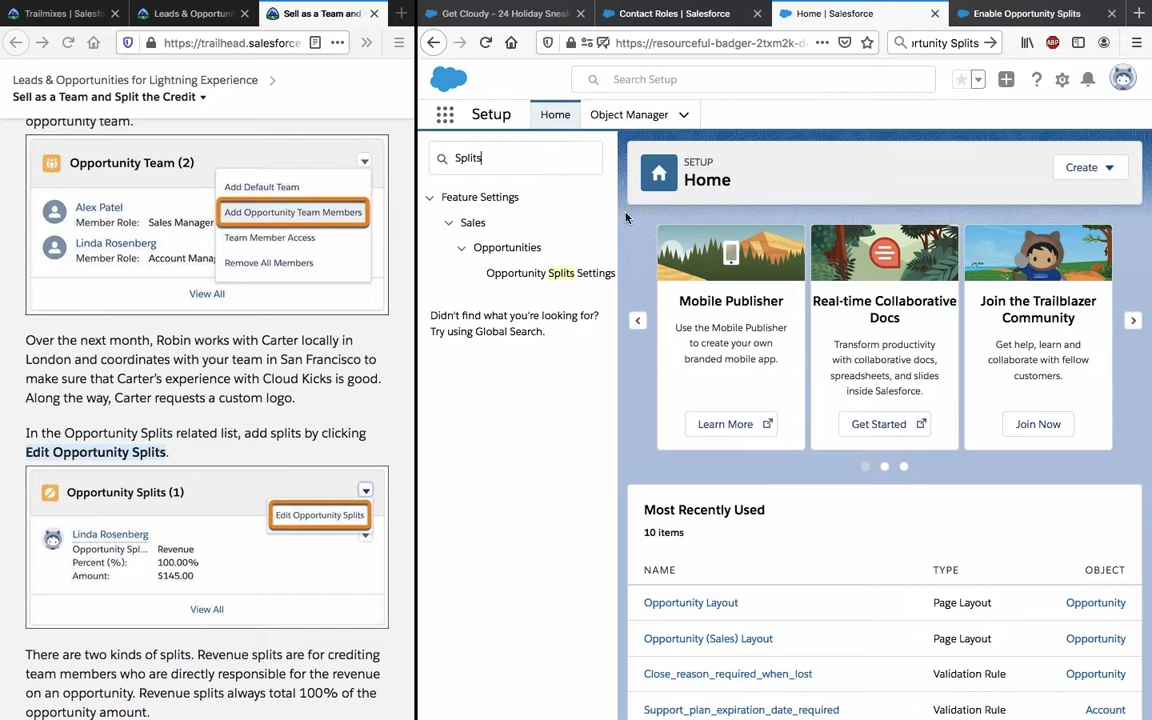 Trailmixes | Salesforce
Leads & Opportuni
Sell as a Team and
Get Cloudy - 24 Holiday Sneak
Contact Roles | Salesforce
Home | Salesforce
Enable Opportunity Splits
https://trailhead.salesforce
https://resourceful-badger-2txm2k-d
rtunity Splits
ABP
Leads & Opportunities for Lightning Experience
Sell as a Team and Split the Credit
opportunity team.
Opportunity Team (2)
Add Default Team
Alex Patel
Member Role: Sales Manager
Add Opportunity Team Members
Linda Rosenberg
Member Role: Account Mana
Team Member Access
Remove All Members
View All
Over the next month, Robin works with Carter locally in
London and coordinates with your team in San Francisco to
make sure that Carter's experience with Cloud Kicks is good.
Along the way, Carter requests a custom logo.
In the Opportunity Splits related list, add splits by clicking
Edit Opportunity Splits.
Opportunity Splits (1)
Edit Opportunity Splits
Linda Rosenberg
Opportunity Spl... Revenue
Percent (%): 100.00%
Amount: $145.00
View All
There are two kinds of splits. Revenue splits are for crediting
team members who are directly responsible for the revenue
on an opportunity. Revenue splits always total 100% of the
opportunity amount.
Search Setup
Setup
Home
Object Manager
Splits
Feature Settings
Sales
Opportunities
Opportunity Splits Settings
Didn't find what you're looking for?
Try using Global Search.
SETUP
Home
Create
Mobile Publisher
Use the Mobile Publisher
to create your own
branded mobile app.
Learn More
Real-time Collaborative
Docs
Transform productivity
with collaborative docs,
spreadsheets, and slides
inside Salesforce.
Get Started
Join the Trailblazer
Community
Get help, learn and
collaborate with fellow
customers.
Join Now
Most Recently Used
10 items
NAME TYPE OBJECT
Opportunity Layout Page Layout Opportunity
Opportunity (Sales) Layout Page Layout Opportunity
Close_reason_required_when_lost Validation Rule Opportunity
Support_plan_expiration_date_required Validation Rule Account